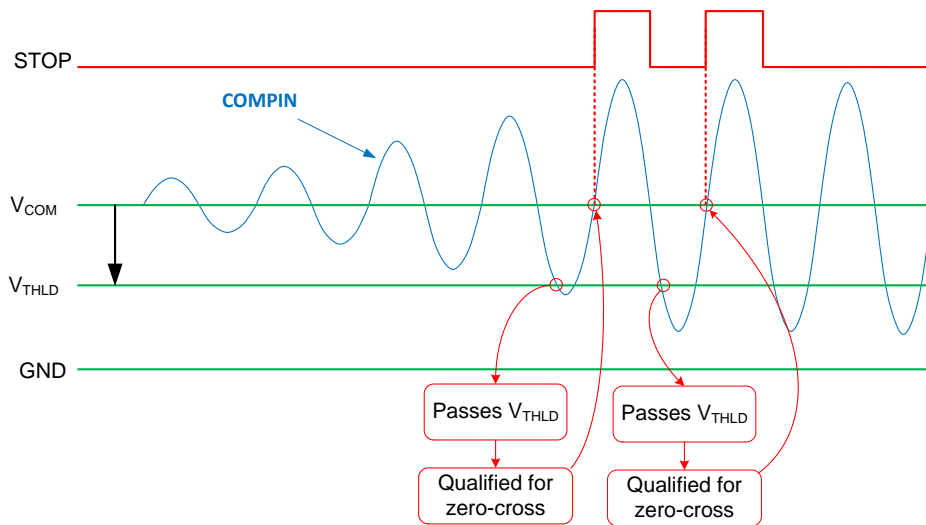 STOP
COMPIN
VCOM
VTHLD
GND
Passes VTHLD
Passes VTHLD
Qualified for
zero-cross
Qualified for
zero-cross